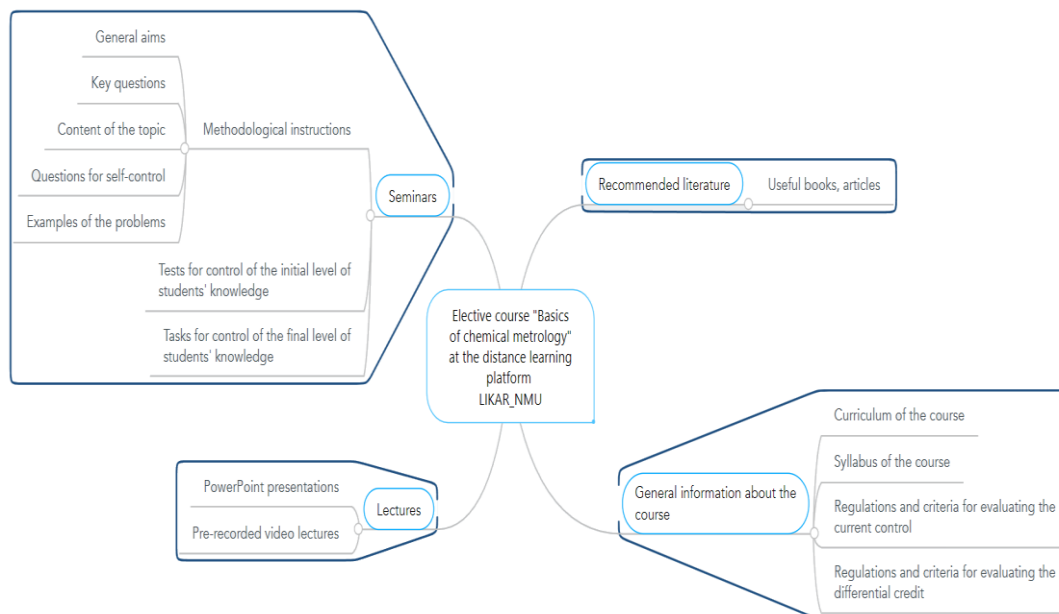 General aims
Key questions
Content of the topic
Questions for self-control
Examples of the problems
Methodological instructions
Tests for control of the initial level of
students' knowledge
Tasks for control of the final level of
students' knowledge
Seminars
Recommended literature
Useful books, articles
Elective course "Basics
of chemical metrology"
at the distance learning
platform
LIKAR_NMU
PowerPoint presentations
Pre-recorded video lectures
Lectures
General information about the
course
Curriculum of the course
Syllabus of the course
Regulations and criteria for evaluating the
current control
Regulations and criteria for evaluating the
differential credit